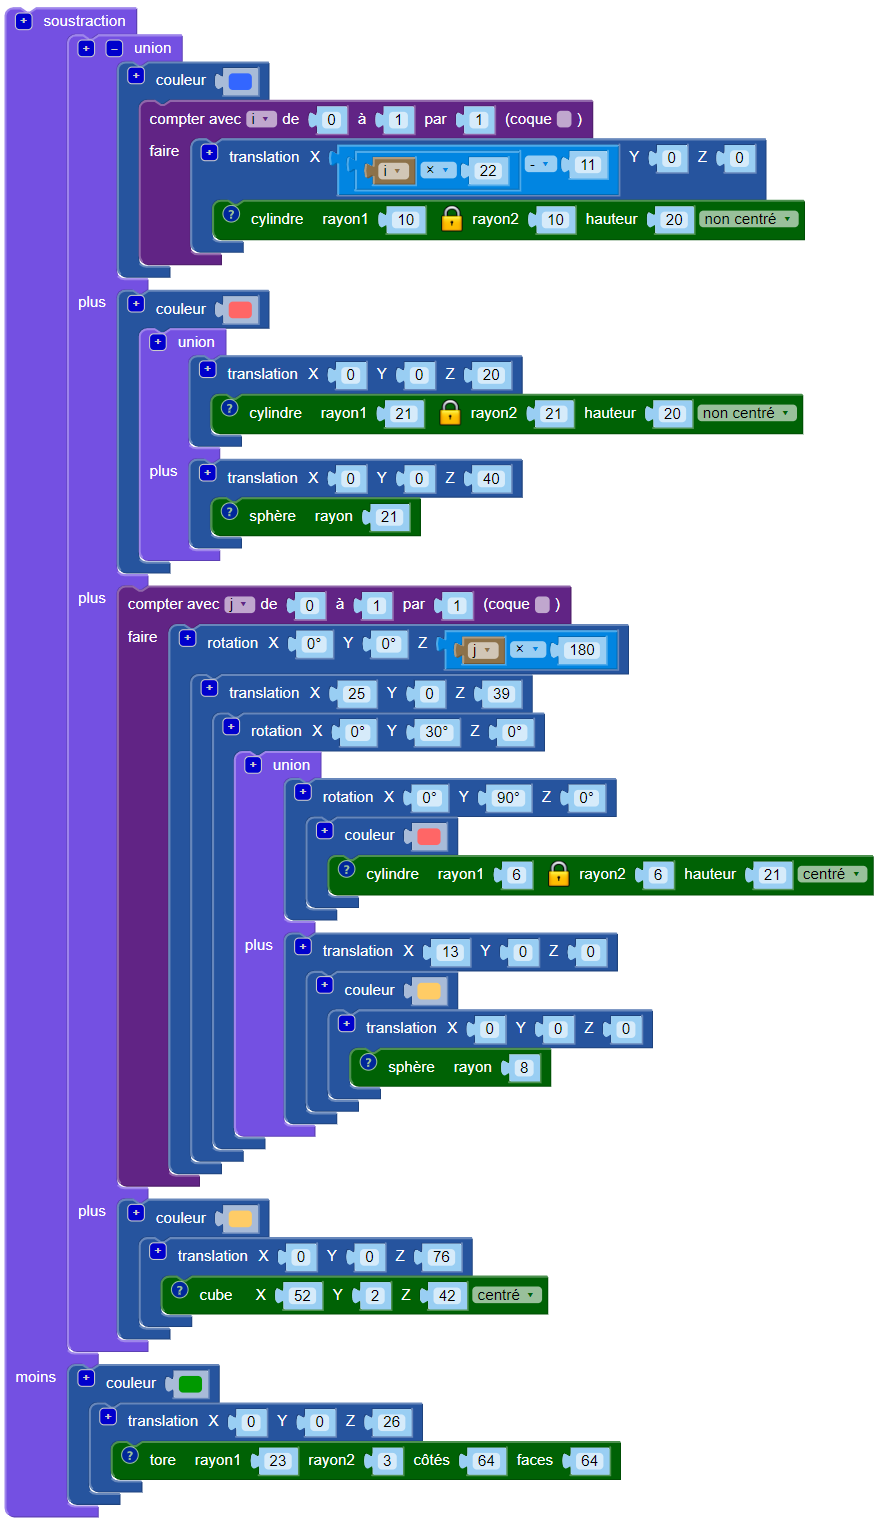 soustraction
union
couleur
compter avec i de 0 à 1 par 1 (coque )
faire translation X i × 22 - 11 Y 0 Z 0
? cylindre rayon1 10 rayon2 10 hauteur 20 non centré
plus couleur
union
translation X 0 Y 0 Z 20
? cylindre rayon1 21 rayon2 21 hauteur 20 non centré
plus translation X 0 Y 0 Z 40
? sphère rayon 21
plus compter avec j de 0 à 1 par 1 (coque )
faire rotation X 0° Y 0° Z j × 180
translation X 25 Y 0 Z 39
rotation X 0° Y 30° Z 0°
union
rotation X 0° Y 90° Z 0°
couleur
? cylindre rayon1 6 rayon2 6 hauteur 21 centré
plus translation X 13 Y 0 Z 0
couleur
translation X 0 Y 0 Z 0
? sphère rayon 8
plus couleur
translation X 0 Y 0 Z 76
? cube X 52 Y 2 Z 42 centré
moins couleur
translation X 0 Y 0 Z 26
? tore rayon1 23 rayon2 3 côtés 64 faces 64